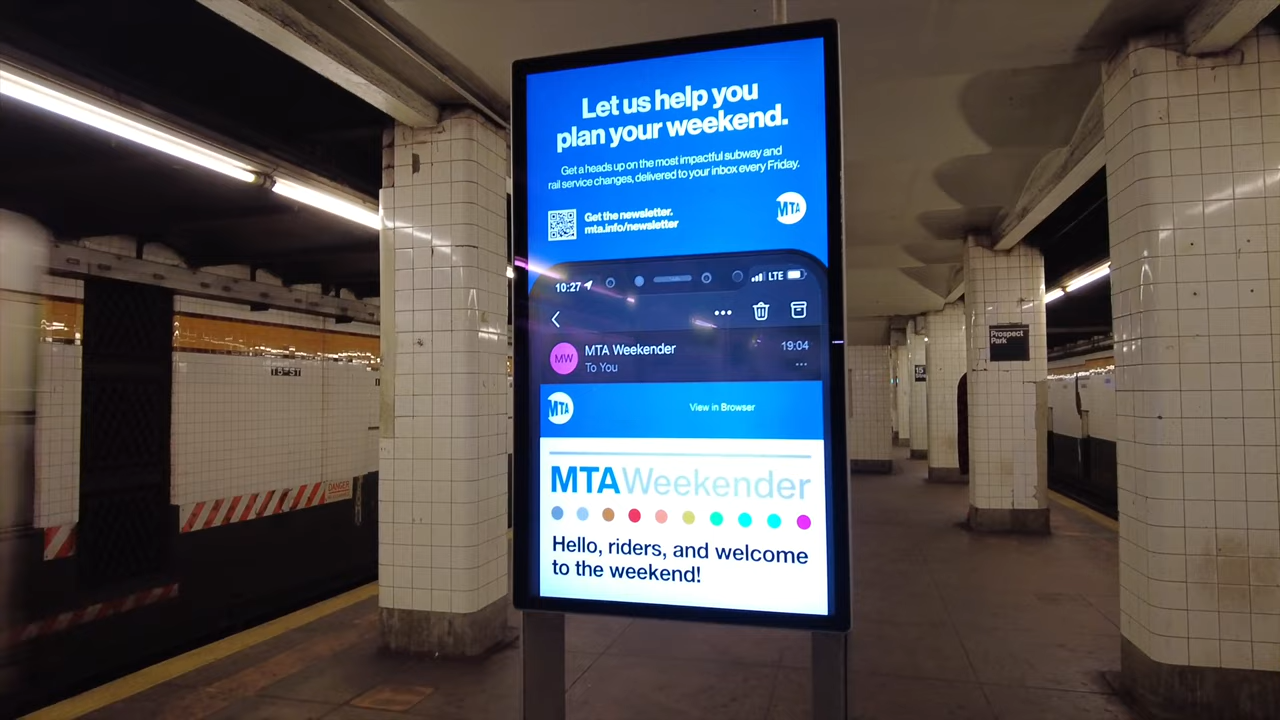 Let us help you
plan your weekend.
Get a heads up on the most impactful subway and
rail service changes, delivered to your inbox every Friday.
Get the newsletter.
mta.info/newsletter
MTA
10:27
LTE
MW
MTA Weekender
19:04
To You
MTA
View in Browser
MTA Weekender
Hello, riders, and welcome
to the weekend!
Prospect
Park
15TH ST
DANGER